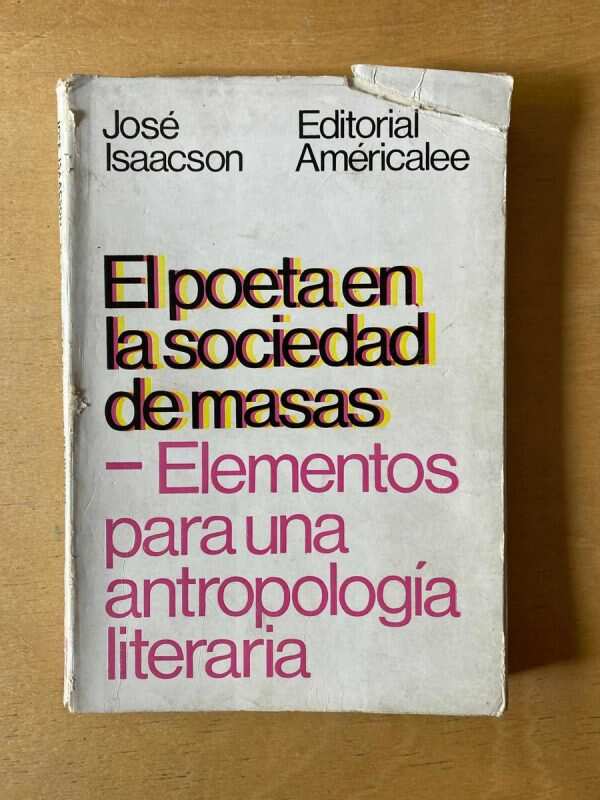 José
Isaacson
Editorial
Américalee
El poeta en
la sociedad
de masas
– Elementos
para una
antropología
literaria